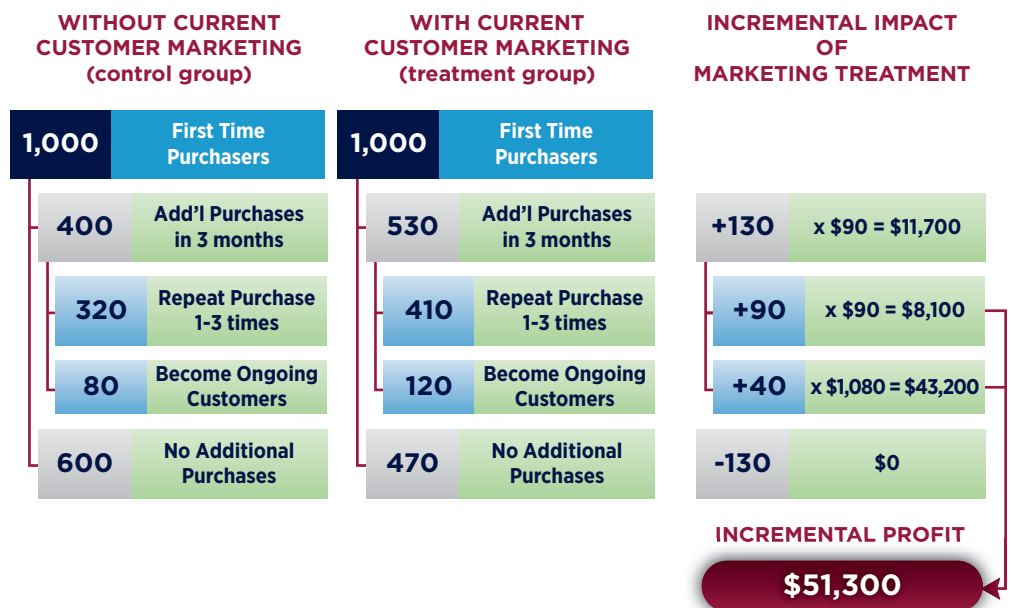 WITHOUT CURRENT
CUSTOMER MARKETING
(control group)
1,000
First Time
Purchasers
400
Add’l Purchases
in 3 months
320
Repeat Purchase
1-3 times
80
Become Ongoing
Customers
600
No Additional
Purchases
WITH CURRENT
CUSTOMER MARKETING
(treatment group)
1,000
First Time
Purchasers
530
Add’l Purchases
in 3 months
410
Repeat Purchase
1-3 times
120
Become Ongoing
Customers
470
No Additional
Purchases
INCREMENTAL IMPACT
OF
MARKETING TREATMENT
+130 x $90 = $11,700
+90 x $90 = $8,100
+40 x $1,080 = $43,200
-130 $0
INCREMENTAL PROFIT
$51,300